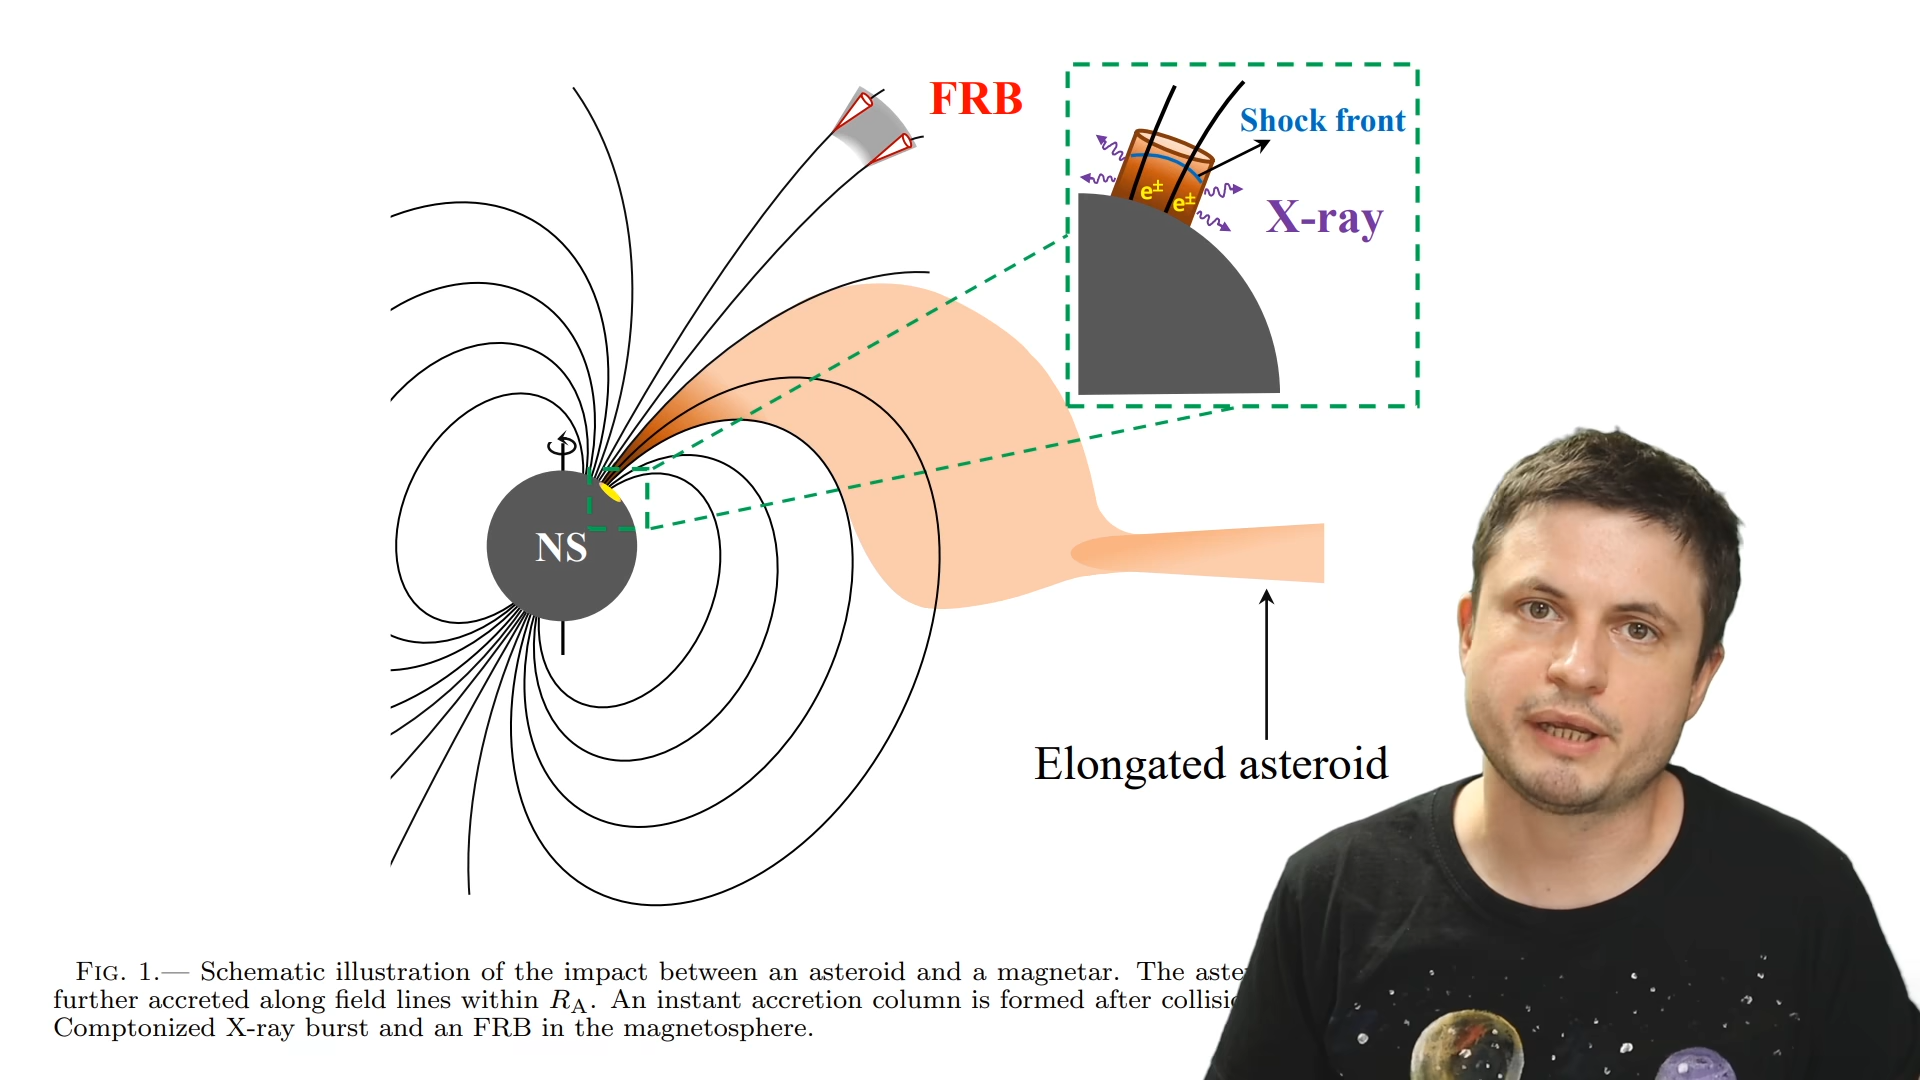 FRB
Shock front
e±
e±
X-ray
NS
Elongated asteroid
FIG. 1.— Schematic illustration of the impact between an asteroid and a magnetar. The
further accreted along field lines within RA. An instant accretion column is formed after
Comptonized X-ray burst and an FRB in the magnetosphere.